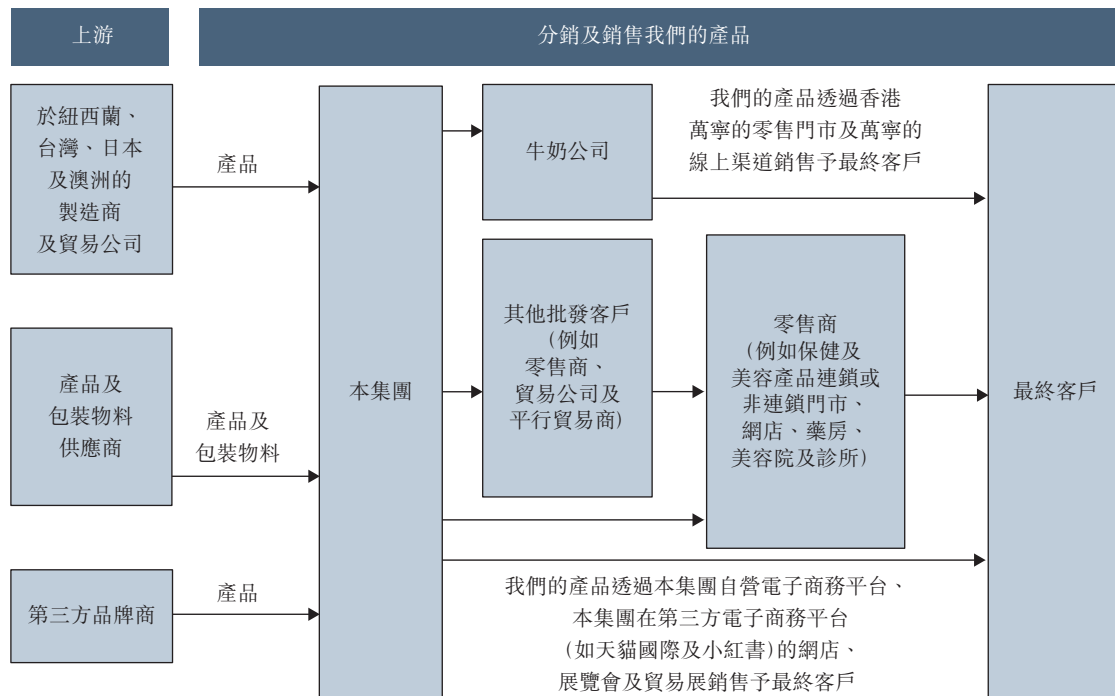 上游
分銷及銷售我們的產品
於紐西蘭、
台灣、日本
及澳洲的
製造商
及貿易公司
產品
產品及
包裝物料
供應商
產品及
包裝物料
第三方品牌商
產品
本集團
牛奶公司
我們的產品透過香港
萬寧的零售門市及萬寧的
線上渠道銷售予最終客戶
其他批發客戶
(例如
零售商、
貿易公司及
平行貿易商)
零售商
(例如保健及
美容產品連鎖或
非連鎖門市、
網店、藥房、
美容院及診所)
我們的產品透過本集團自營電子商務平台、
本集團在第三方電子商務平台
(如天貓國際及小紅書)的網店、
展覽會及貿易展銷售予最終客戶
最終客戶